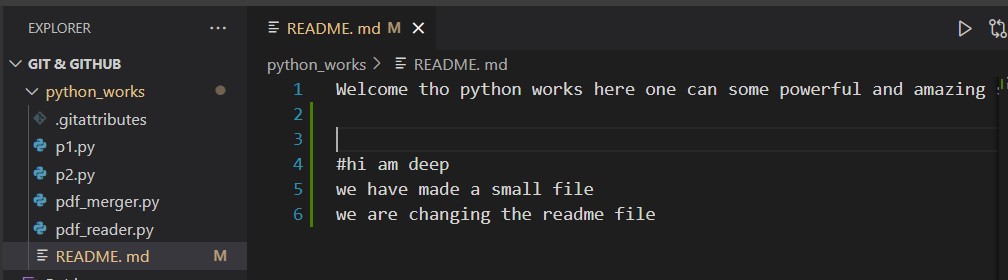 EXPLORER
README. md M
GIT & GITHUB
python_works
.gitattributes
p1.py
p2.py
pdf_merger.py
pdf_reader.py
README. md M
python_works > README. md
1 Welcome tho python works here one can some powerful and amazing
2
3
4 #hi am deep
5 we have made a small file
6 we are changing the readme file